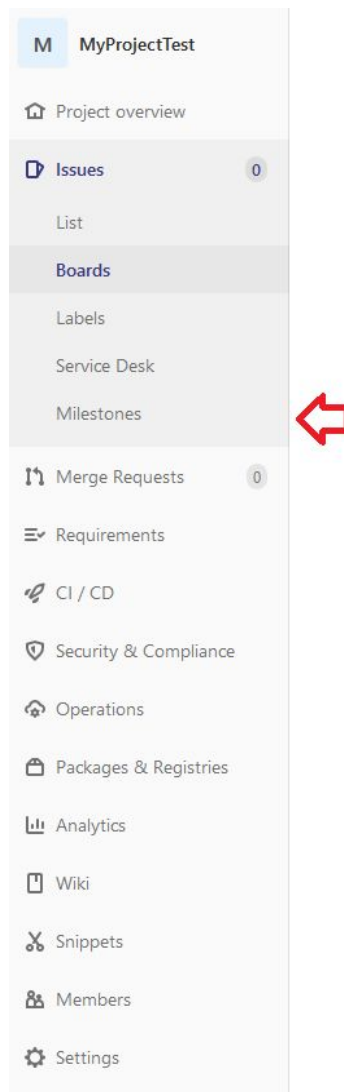 M MyProjectTest
Project overview
Issues 0
List
Boards
Labels
Service Desk
Milestones
Merge Requests 0
Requirements
CI / CD
Security & Compliance
Operations
Packages & Registries
Analytics
Wiki
Snippets
Members
Settings